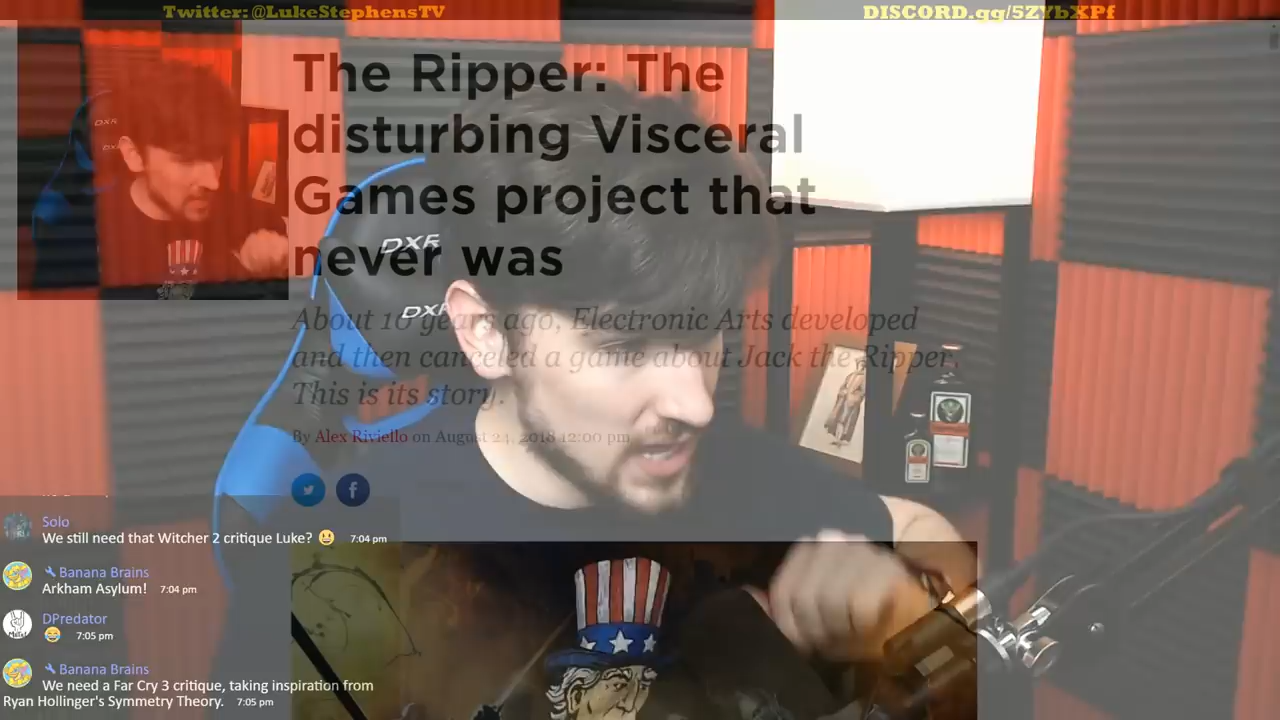 Twitter:@LukeStephensTV
DISCORD.gg/5ZYbXPf
The Ripper: The
disturbing Visceral
Games project that
never was
About 10 years ago, Electronic Arts developed
and then canceled a game about Jack the Ripper.
This is its story.
By Alex Riviello on August 24, 2018 12:00 pm
DXR
DXR
DXR
DXR
Solo
We still need that Witcher 2 critique Luke? 😃 7:04 pm
Banana Brains
Arkham Asylum! 7:04 pm
DPredator
😂 7:05 pm
Banana Brains
We need a Far Cry 3 critique, taking inspiration from
Ryan Hollinger's Symmetry Theory. 7:05 pm